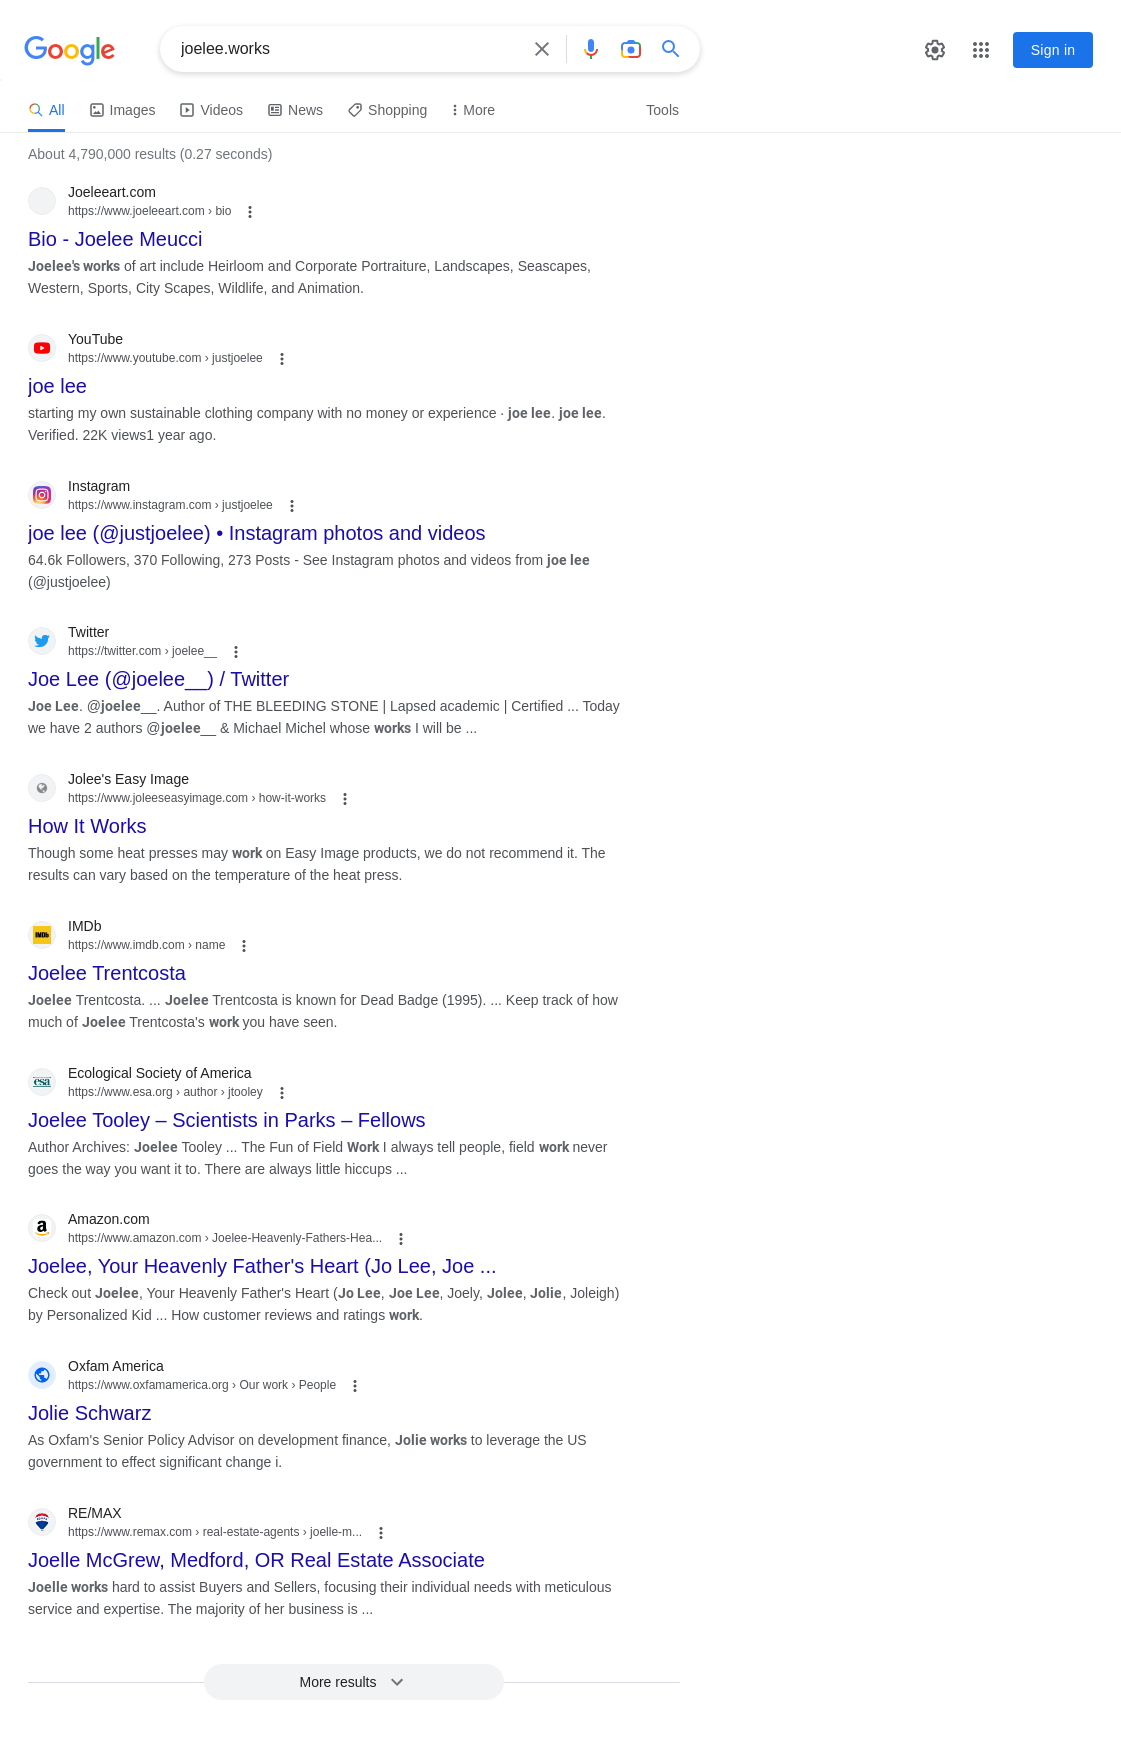 Google
joelee.works
Sign in
All Images Videos News Shopping More Tools
About 4,790,000 results (0.27 seconds)
Joeleeart.com
https://www.joeleeart.com › bio
Bio - Joelee Meucci
Joelee's works of art include Heirloom and Corporate Portraiture, Landscapes, Seascapes,
Western, Sports, City Scapes, Wildlife, and Animation.
YouTube
https://www.youtube.com › justjoelee
joe lee
starting my own sustainable clothing company with no money or experience · joe lee. joe lee.
Verified. 22K views1 year ago.
Instagram
https://www.instagram.com › justjoelee
joe lee (@justjoelee) • Instagram photos and videos
64.6k Followers, 370 Following, 273 Posts - See Instagram photos and videos from joe lee
(@justjoelee)
Twitter
https://twitter.com › joelee__
Joe Lee (@joelee__) / Twitter
Joe Lee. @joelee__. Author of THE BLEEDING STONE | Lapsed academic | Certified ... Today
we have 2 authors @joelee__ & Michael Michel whose works I will be ...
Jolee's Easy Image
https://www.joleeseasyimage.com › how-it-works
How It Works
Though some heat presses may work on Easy Image products, we do not recommend it. The
results can vary based on the temperature of the heat press.
IMDb
IMDb
https://www.imdb.com › name
Joelee Trentcosta
Joelee Trentcosta. ... Joelee Trentcosta is known for Dead Badge (1995). ... Keep track of how
much of Joelee Trentcosta's work you have seen.
Ecological Society of America
esa
https://www.esa.org › author › jtooley
Joelee Tooley – Scientists in Parks – Fellows
Author Archives: Joelee Tooley ... The Fun of Field Work I always tell people, field work never
goes the way you want it to. There are always little hiccups ...
Amazon.com
a
https://www.amazon.com › Joelee-Heavenly-Fathers-Hea...
Joelee, Your Heavenly Father's Heart (Jo Lee, Joe ...
Check out Joelee, Your Heavenly Father's Heart (Jo Lee, Joe Lee, Joely, Jolee, Jolie, Joleigh)
by Personalized Kid ... How customer reviews and ratings work.
Oxfam America
https://www.oxfamamerica.org › Our work › People
Jolie Schwarz
As Oxfam's Senior Policy Advisor on development finance, Jolie works to leverage the US
government to effect significant change i.
RE/MAX
https://www.remax.com › real-estate-agents › joelle-m...
Joelle McGrew, Medford, OR Real Estate Associate
Joelle works hard to assist Buyers and Sellers, focusing their individual needs with meticulous
service and expertise. The majority of her business is ...
More results